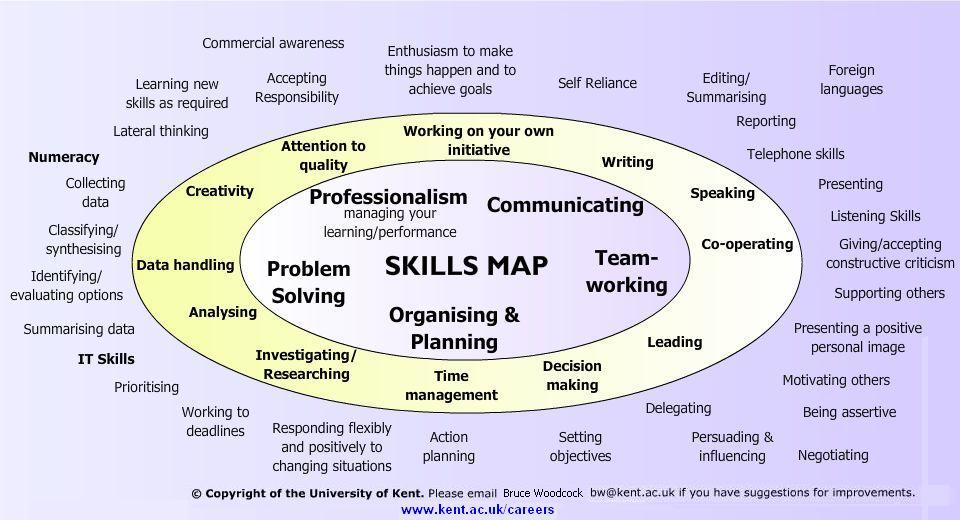 Commercial awareness
Enthusiasm to make
things happen and to
achieve goals
Self Reliance
Editing/
Summarising
Foreign
languages
Learning new
skills as required
Accepting
Responsibility
Reporting
Lateral thinking
Telephone skills
Numeracy
Presenting
Collecting
data
Listening Skills
Classifying/
synthesising
Giving/accepting
constructive criticism
Identifying/
evaluating options
Supporting others
Summarising data
Presenting a positive
personal image
IT Skills
Motivating others
Prioritising
Being assertive
Working to
deadlines
Responding flexibly
and positively to
changing situations
Action
planning
Setting
objectives
Delegating
Persuading &
influencing
Negotiating
Attention to
quality
Working on your own
initiative
Writing
Creativity
Speaking
Data handling
Co-operating
Analysing
Leading
Investigating/
Researching
Time
management
Decision
making
Professionalism
managing your
learning/performance
Communicating
Problem
Solving
SKILLS MAP
Team-
working
Organising &
Planning
© Copyright of the University of Kent. Please email Bruce Woodcock bw@kent.ac.uk if you have suggestions for improvements.
www.kent.ac.uk/careers